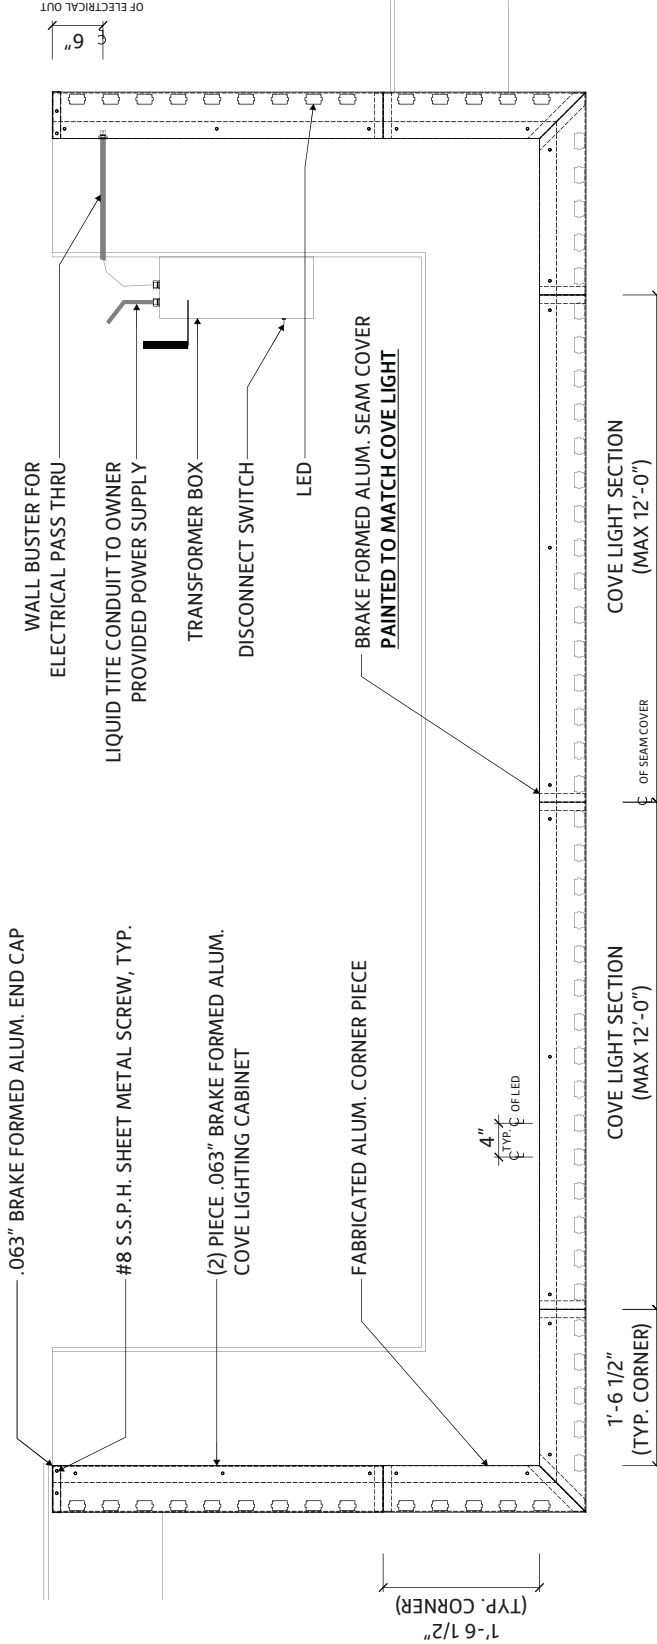 .063" BRAKE FORMED ALUM. END CAP
#8 S.S.P.H. SHEET METAL SCREW, TYP.
(2) PIECE .063" BRAKE FORMED ALUM.
COVE LIGHTING CABINET
FABRICATED ALUM. CORNER PIECE
WALL BUSTER FOR
ELECTRICAL PASS THRU
LIQUID TITE CONDUIT TO OWNER
PROVIDED POWER SUPPLY
TRANSFORMER BOX
DISCONNECT SWITCH
LED
BRAKE FORMED ALUM. SEAM COVER
PAINTED TO MATCH COVE LIGHT
6"
OF ELECTRICAL OUT
4"
TYP.
OF LED
1'-6 1/2"
(TYP. CORNER)
1'-6 1/2"
(TYP. CORNER)
COVE LIGHT SECTION
(MAX 12'-0")
OF SEAM COVER
COVE LIGHT SECTION
(MAX 12'-0")